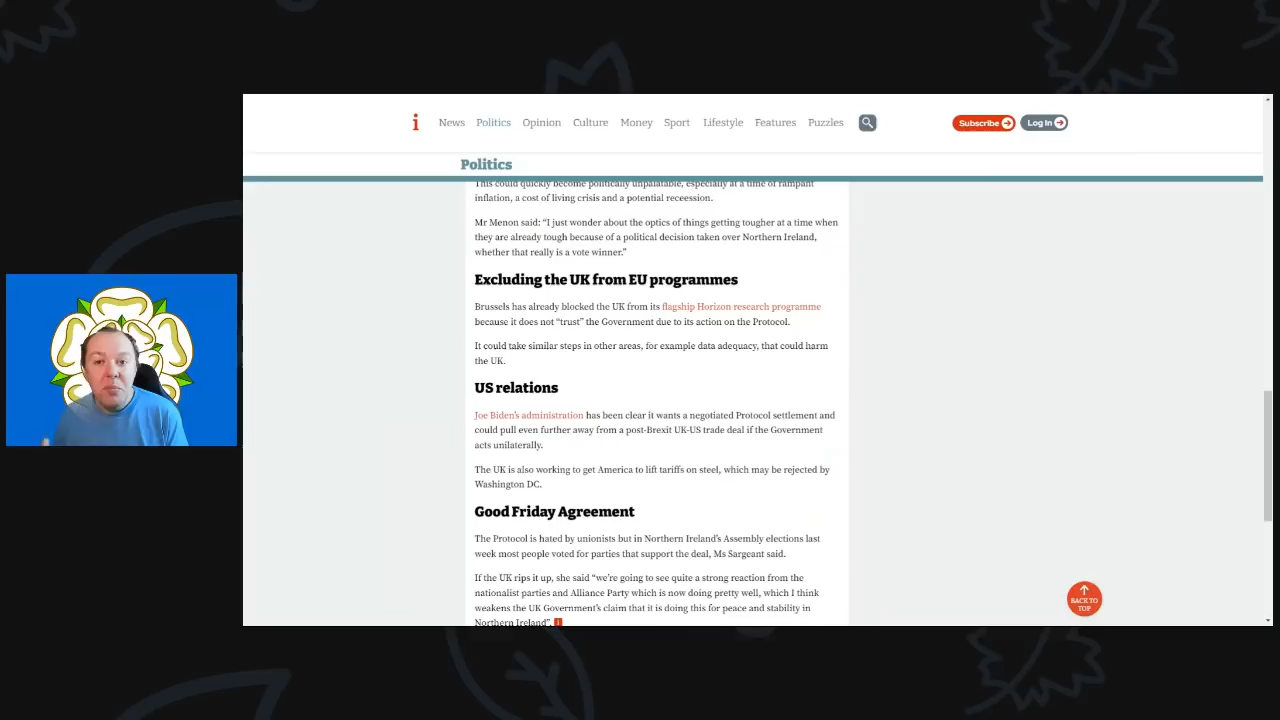 i
News Politics Opinion Culture Money Sport Lifestyle Features Puzzles
Subscribe
Log In
Politics
This could quickly become politically unpalatable, especially at a time of rampant
inflation, a cost of living crisis and a potential receession.
Mr Menon said: “I just wonder about the optics of things getting tougher at a time when
they are already tough because of a political decision taken over Northern Ireland,
whether that really is a vote winner.”
Excluding the UK from EU programmes
Brussels has already blocked the UK from its flagship Horizon research programme
because it does not “trust” the Government due to its action on the Protocol.
It could take similar steps in other areas, for example data adequacy, that could harm
the UK.
US relations
Joe Biden’s administration has been clear it wants a negotiated Protocol settlement and
could pull even further away from a post-Brexit UK-US trade deal if the Government
acts unilaterally.
The UK is also working to get America to lift tariffs on steel, which may be rejected by
Washington DC.
Good Friday Agreement
The Protocol is hated by unionists but in Northern Ireland’s Assembly elections last
week most people voted for parties that support the deal, Ms Sargeant said.
If the UK rips it up, she said “we’re going to see quite a strong reaction from the
nationalist parties and Alliance Party which is now doing pretty well, which I think
weakens the UK Government’s claim that it is doing this for peace and stability in
Northern Ireland”. i
BACK TO
TOP